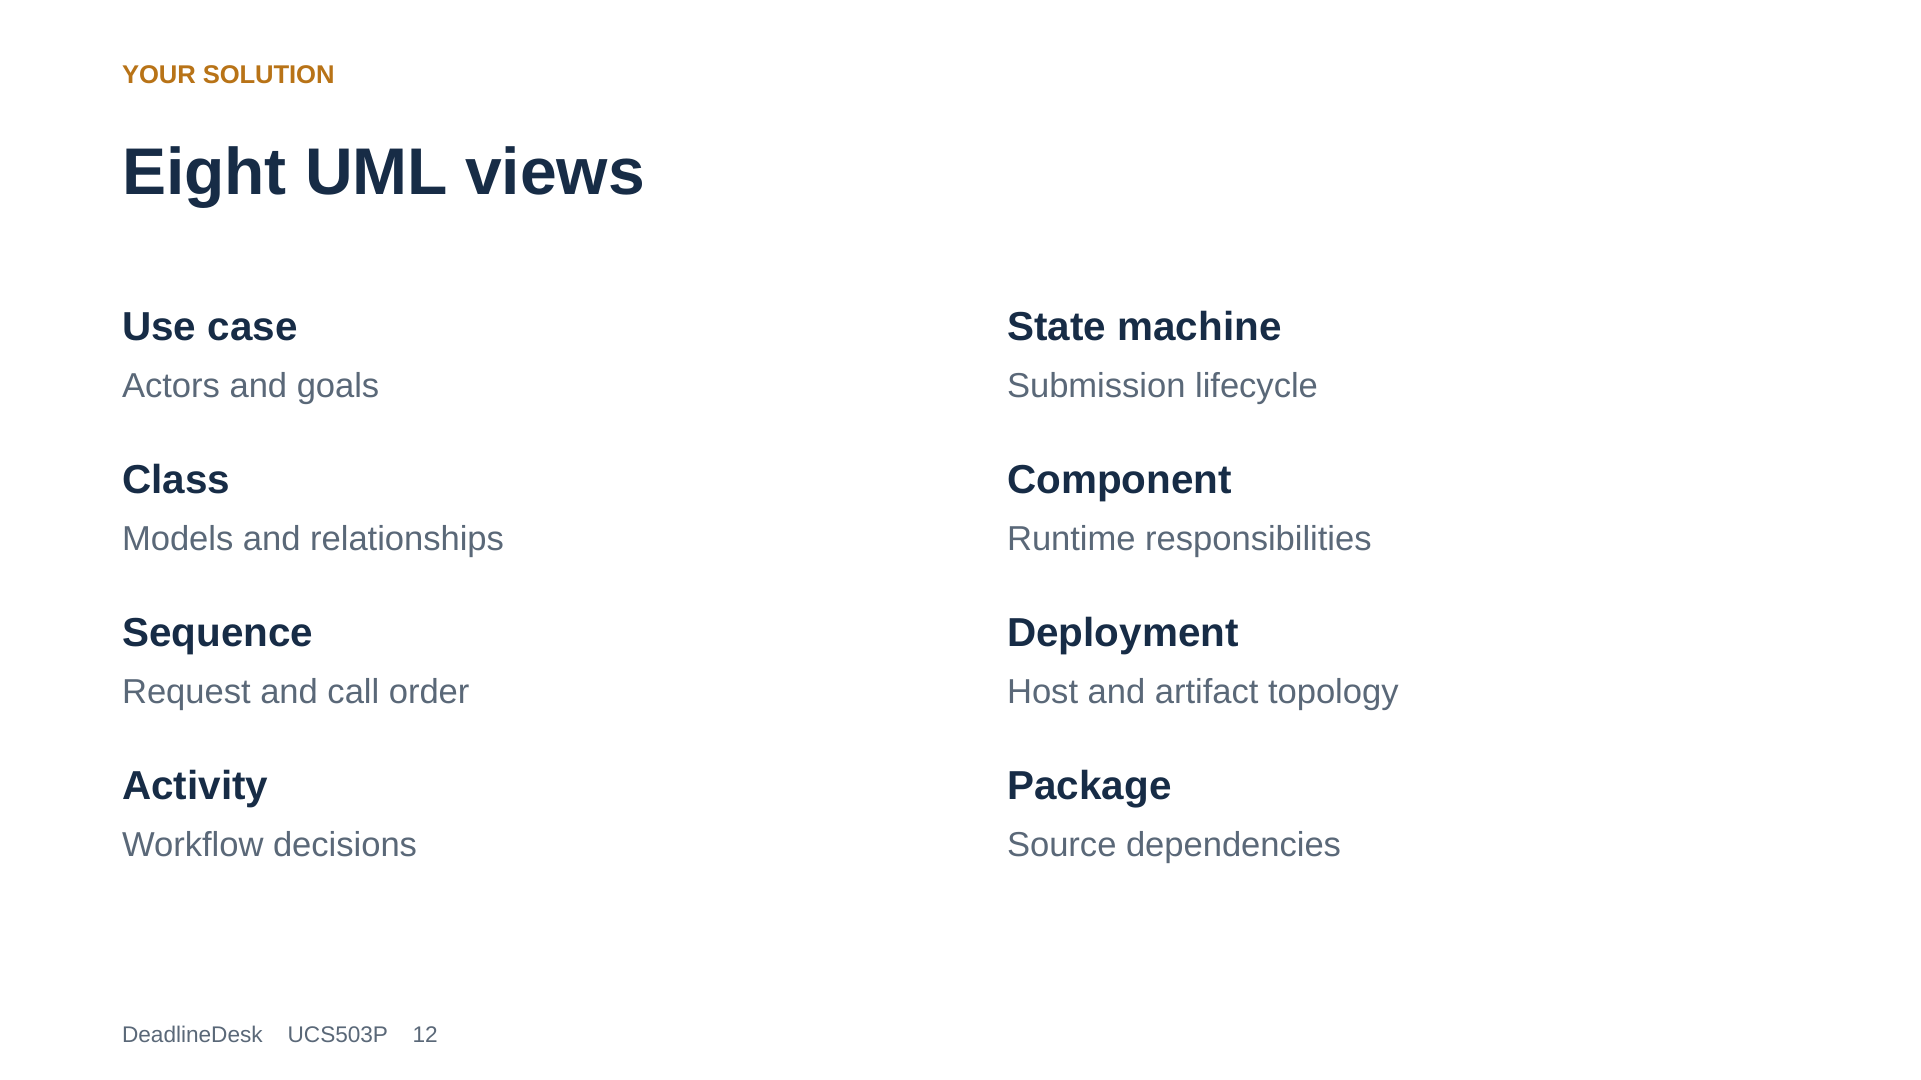 YOUR SOLUTION
Eight UML views
Use case
Actors and goals
Class
Models and relationships
Sequence
Request and call order
Activity
Workflow decisions
State machine
Submission lifecycle
Component
Runtime responsibilities
Deployment
Host and artifact topology
Package
Source dependencies
DeadlineDesk UCS503P 12